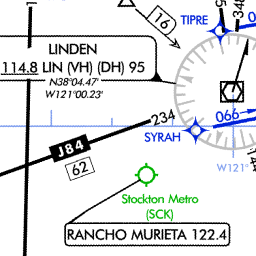 16
TIPRE
348
LINDEN
114.8 LIN (VH) (DH) 95
N38°04.47'
W121°00.23'
234
066
SYRAH
J84
62
W121°
Stockton Metro
(SCK)
RANCHO MURIETA 122.4